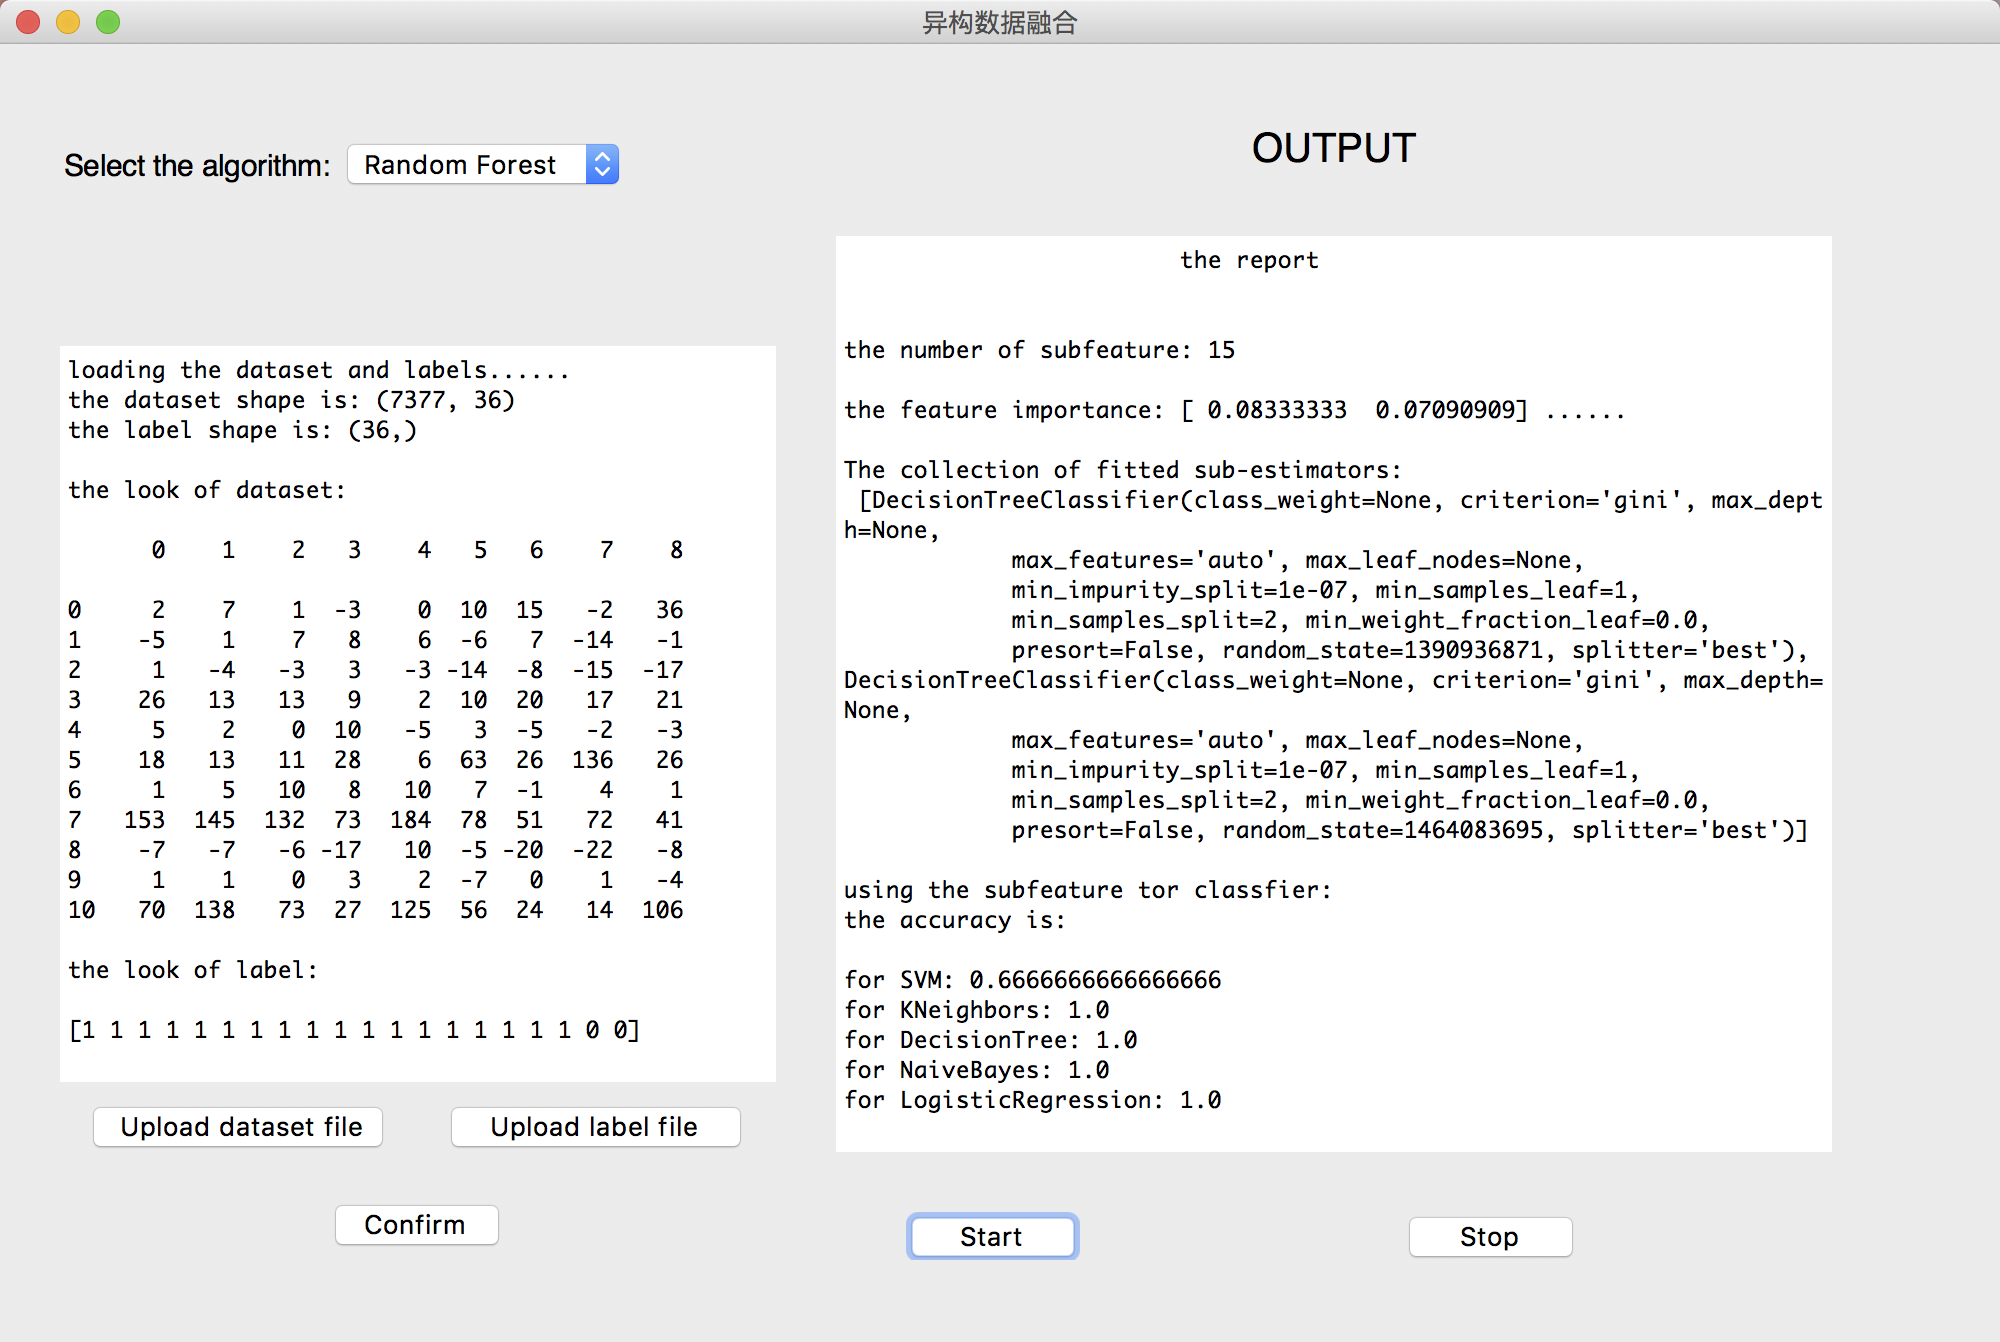 异构数据融合
Select the algorithm: Random Forest
loading the dataset and labels......
the dataset shape is: (7377, 36)
the label shape is: (36,)
the look of dataset:
0 1 2 3 4 5 6 7 8
0 2 7 1 -3 0 10 15 -2 36
1 -5 1 7 8 6 -6 7 -14 -1
2 1 -4 -3 3 -3 -14 -8 -15 -17
3 26 13 13 9 2 10 20 17 21
4 5 2 0 10 -5 3 -5 -2 -3
5 18 13 11 28 6 63 26 136 26
6 1 5 10 8 10 7 -1 4 1
7 153 145 132 73 184 78 51 72 41
8 -7 -7 -6 -17 10 -5 -20 -22 -8
9 1 1 0 3 2 -7 0 1 -4
10 70 138 73 27 125 56 24 14 106
the look of label:
[1 1 1 1 1 1 1 1 1 1 1 1 1 1 1 1 1 1 0 0]
Upload dataset file
Upload label file
Confirm
OUTPUT
the report
the number of subfeature: 15
the feature importance: [ 0.08333333 0.07090909] ......
The collection of fitted sub-estimators:
[DecisionTreeClassifier(class_weight=None, criterion='gini', max_dept
h=None,
max_features='auto', max_leaf_nodes=None,
min_impurity_split=1e-07, min_samples_leaf=1,
min_samples_split=2, min_weight_fraction_leaf=0.0,
presort=False, random_state=1390936871, splitter='best'),
DecisionTreeClassifier(class_weight=None, criterion='gini', max_depth=
None,
max_features='auto', max_leaf_nodes=None,
min_impurity_split=1e-07, min_samples_leaf=1,
min_samples_split=2, min_weight_fraction_leaf=0.0,
presort=False, random_state=1464083695, splitter='best')]
using the subfeature tor classfier:
the accuracy is:
for SVM: 0.6666666666666666
for KNeighbors: 1.0
for DecisionTree: 1.0
for NaiveBayes: 1.0
for LogisticRegression: 1.0
Start
Stop